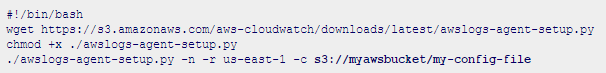 #!/bin/bash
wget https://s3.amazonaws.com/aws-cloudwatch/downloads/latest/awslogs-agent-setup.py
chmod +x ./awslogs-agent-setup.py
./awslogs-agent-setup.py -n -r us-east-1 -c s3://myawsbucket/my-config-file